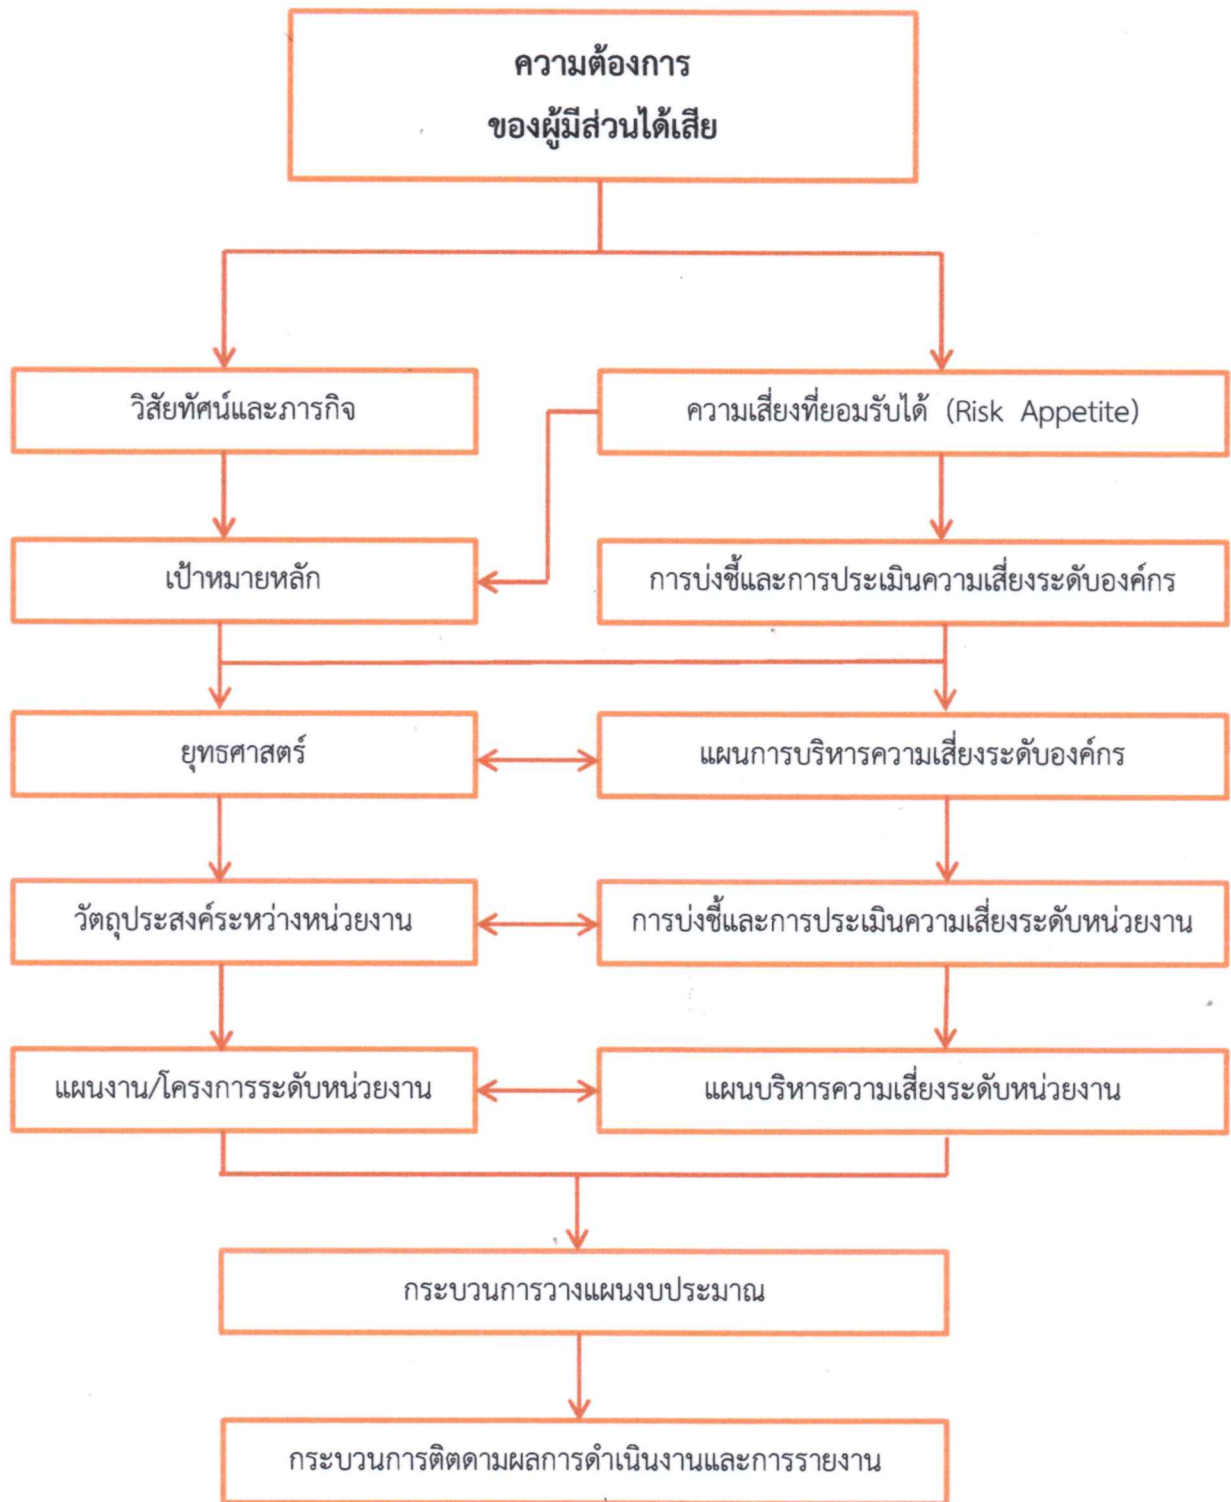 ความต้องการ
ของผู้มีส่วนได้เสีย
วิสัยทัศน์และภารกิจ
ความเสี่ยงที่ยอมรับได้ (Risk Appetite)
เป้าหมายหลัก
การบ่งชี้และการประเมินความเสี่ยงระดับองค์กร
ยุทธศาสตร์
แผนการบริหารความเสี่ยงระดับองค์กร
วัตถุประสงค์ระหว่างหน่วยงาน
การบ่งชี้และการประเมินความเสี่ยงระดับหน่วยงาน
แผนงาน/โครงการระดับหน่วยงาน
แผนบริหารความเสี่ยงระดับหน่วยงาน
กระบวนการวางแผนงบประมาณ
กระบวนการติตดามผลการดำเนินงานและการรายงาน